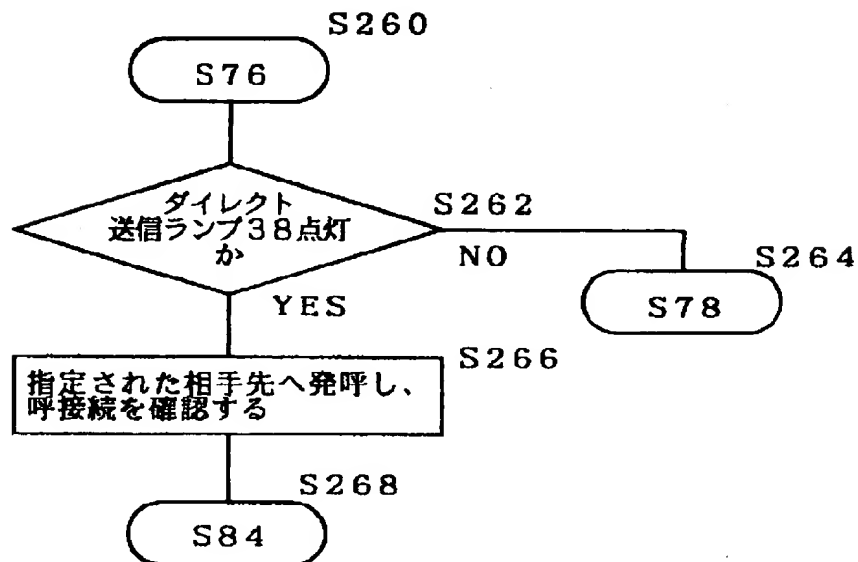 S260
S76
ダイレクト
送信ランプ38点灯
か
S262
NO
S264
S78
YES
S266
指定された相手先へ発呼し、
呼接続を確認する
S268
S84